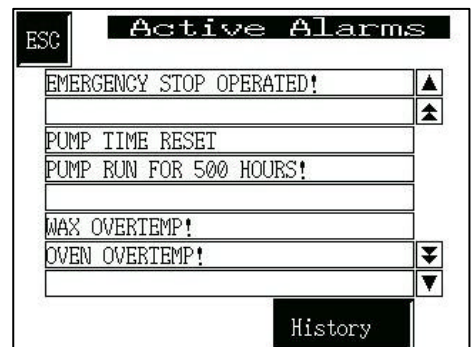 ESC
Active Alarms
EMERGENCY STOP OPERATED!
PUMP TIME RESET
PUMP RUN FOR 500 HOURS!
WAX OVERTEMP!
OVEN OVERTEMP!
History